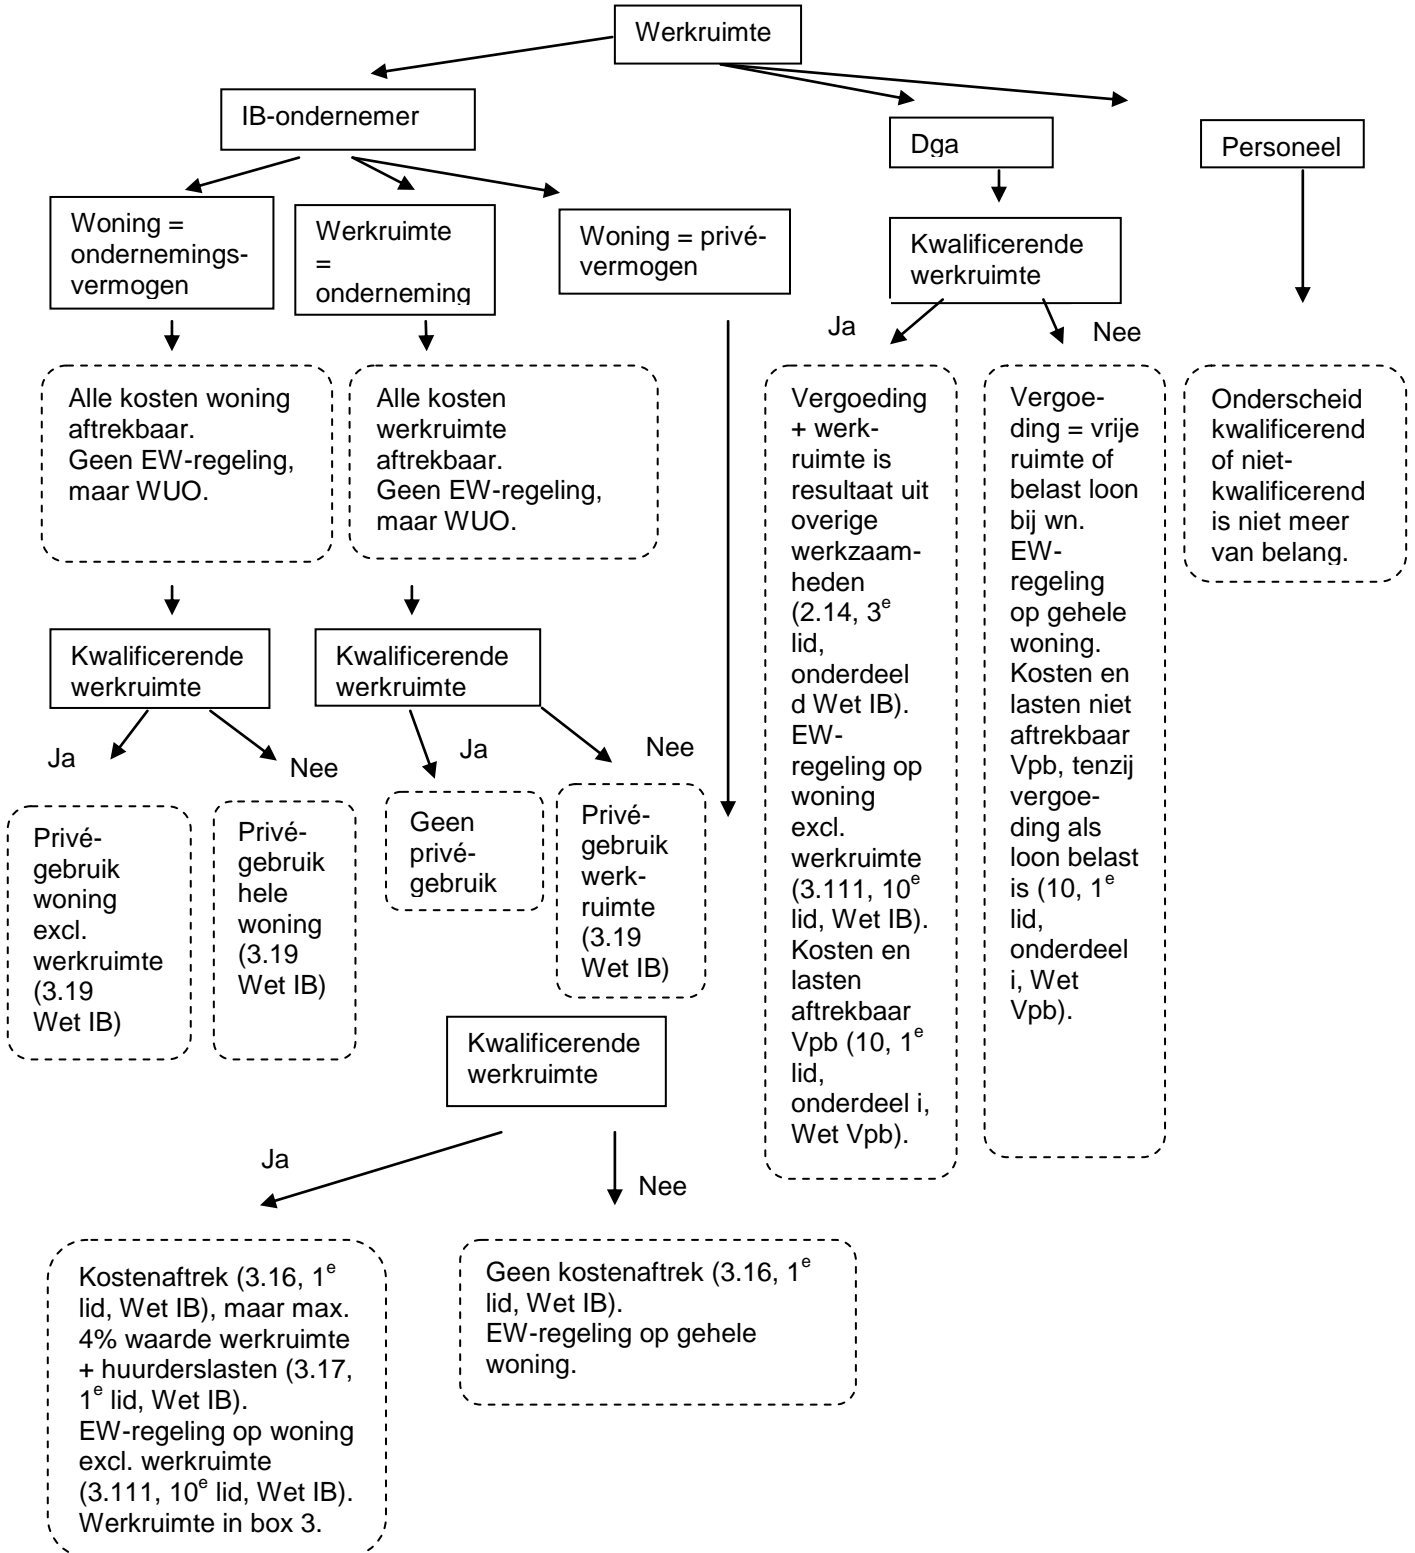 Werkruimte
IB-ondernemer
Dga
Personeel
Woning =
ondernemings-
vermogen
Werkruimte
=
onderneming
Woning = privé-
vermogen
Kwalificerende
werkruimte
Ja
Nee
Alle kosten woning
aftrekbaar.
Geen EW-regeling,
maar WUO.
Alle kosten
werkruimte
aftrekbaar.
Geen EW-regeling,
maar WUO.
Vergoeding
+ werk-
ruimte is
resultaat uit
overige
werkzaam-
heden
(2.14, 3e
lid,
onderdeel
d Wet IB).
EW-
regeling op
woning
excl.
werkruimte
(3.111, 10e
lid, Wet IB).
Kosten en
lasten
aftrekbaar
Vpb (10, 1e
lid,
onderdeel i,
Wet Vpb).
Vergoe-
ding = vrije
ruimte of
belast loon
bij wn.
EW-
regeling
op gehele
woning.
Kosten en
lasten niet
aftrekbaar
Vpb, tenzij
vergoe-
ding als
loon belast
is (10, 1e
lid,
onderdeel
i, Wet
Vpb).
Onderscheid
kwalificerend
of niet-
kwalificerend
is niet meer
van belang.
Kwalificerende
werkruimte
Kwalificerende
werkruimte
Ja
Nee
Ja
Nee
Privé-
gebruik
woning
excl.
werkruimte
(3.19
Wet IB)
Privé-
gebruik
hele
woning
(3.19
Wet IB)
Geen
privé-
gebruik
Privé-
gebruik
werk-
ruimte
(3.19
Wet IB)
Kwalificerende
werkruimte
Ja
Nee
Kostenaftrek (3.16, 1e
lid, Wet IB), maar max.
4% waarde werkruimte
+ huurderslasten (3.17,
1e lid, Wet IB).
EW-regeling op woning
excl. werkruimte
(3.111, 10e lid, Wet IB).
Werkruimte in box 3.
Geen kostenaftrek (3.16, 1e
lid, Wet IB).
EW-regeling op gehele
woning.